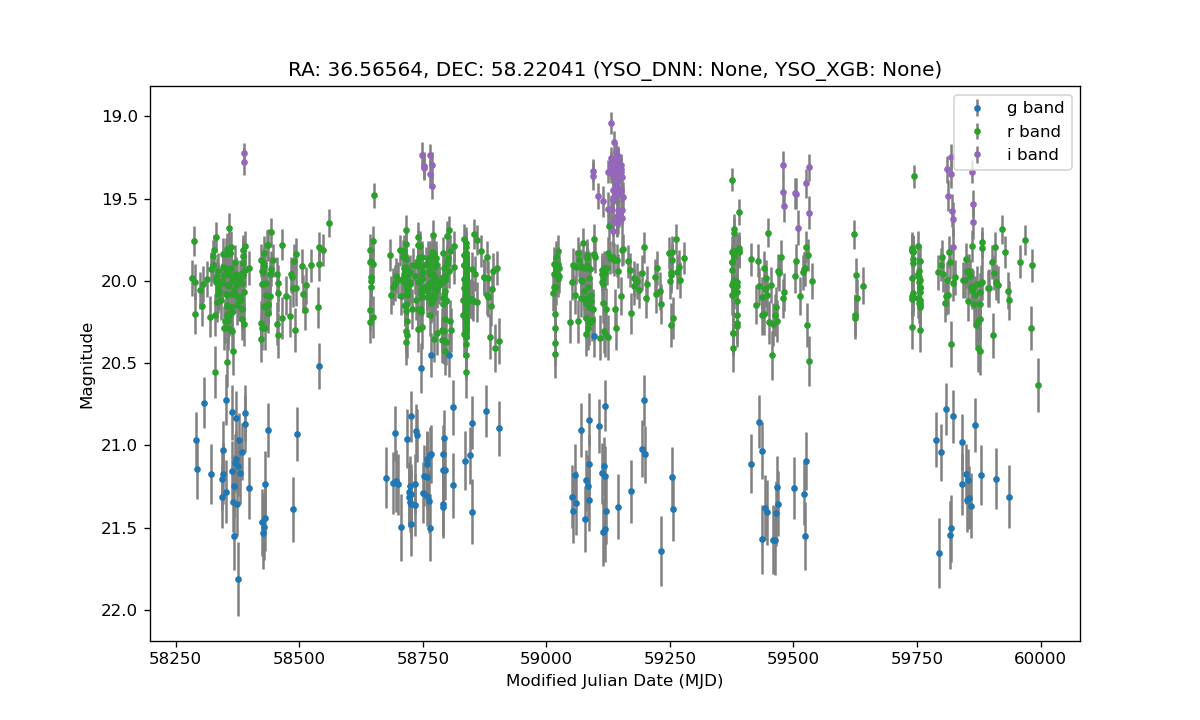 RA: 36.56564, DEC: 58.22041 (YSO_DNN: None, YSO_XGB: None)
g band
r band
i band
19.0
19.5
20.0
20.5
21.0
21.5
22.0
Magnitude
58250
58500
58750
59000
59250
59500
59750
60000
Modified Julian Date (MJD)